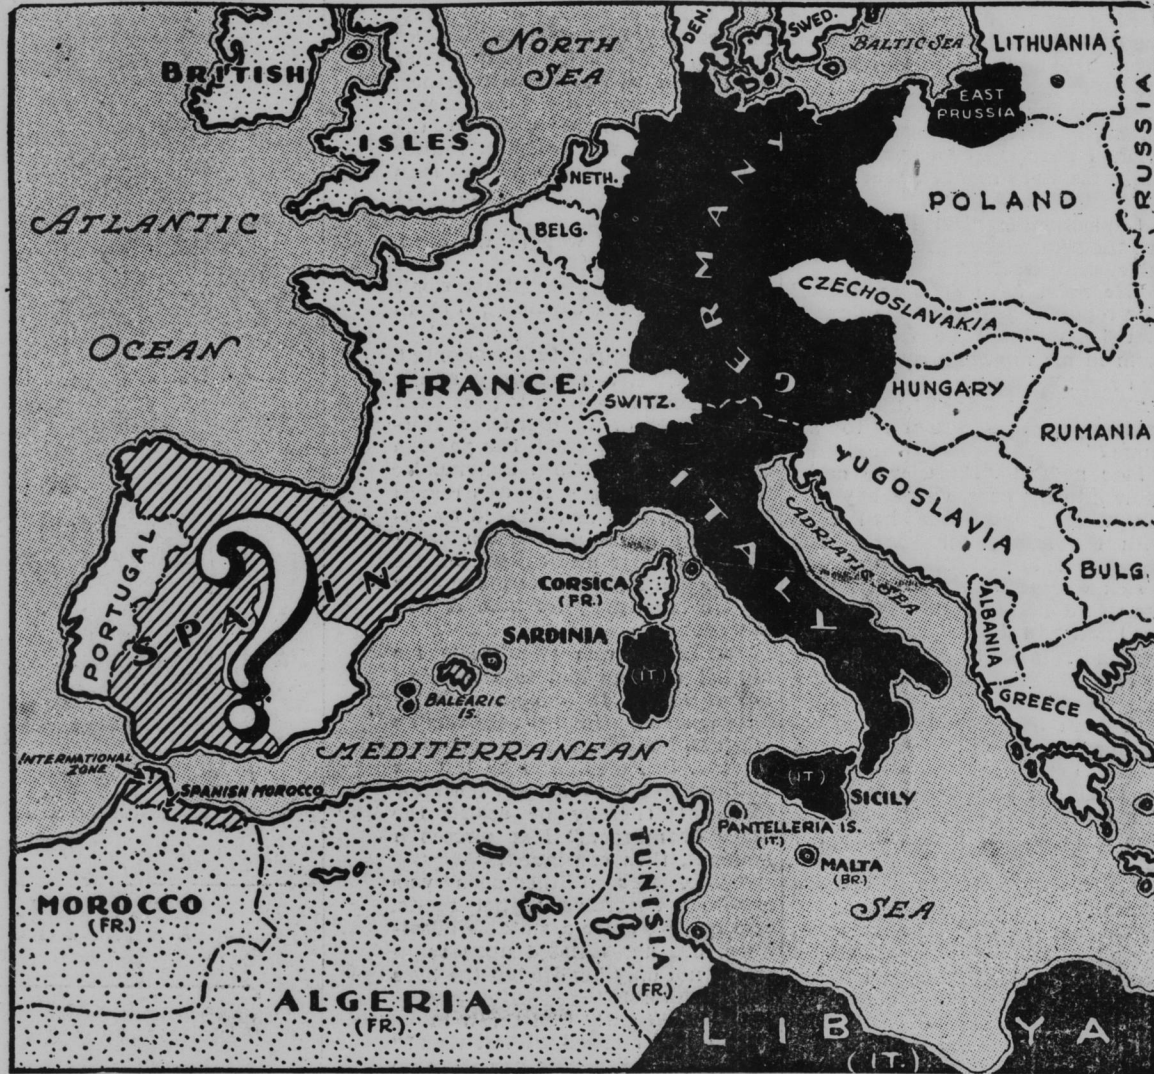 NORTH
SEA
DEN.
SWED.
BALTIC SEA
LITHUANIA
BRITISH
ISLES
EAST
PRUSSIA
RUSSIA
NETH.
BELG.
GERMANY
POLAND
ATLANTIC
OCEAN
CZECHOSLAVAKIA
FRANCE
SWITZ.
HUNGARY
RUMANIA
YUGOSLAVIA
ITALY
ADRIATIC SEA
BULG.
PORTUGAL
SPAIN
?
CORSICA
(FR.)
SARDINIA
(IT.)
ALBANIA
GREECE
BALEARIC
IS.
MEDITERRANEAN
INTERNATIONAL
ZONE
SPANISH MOROCCO
(IT.)
SICILY
PANTELLERIA IS.
(IT.)
MALTA
(BR.)
SEA
MOROCCO
(FR.)
TUNISIA
(FR.)
ALGERIA
(FR.)
LIBYA
(IT.)